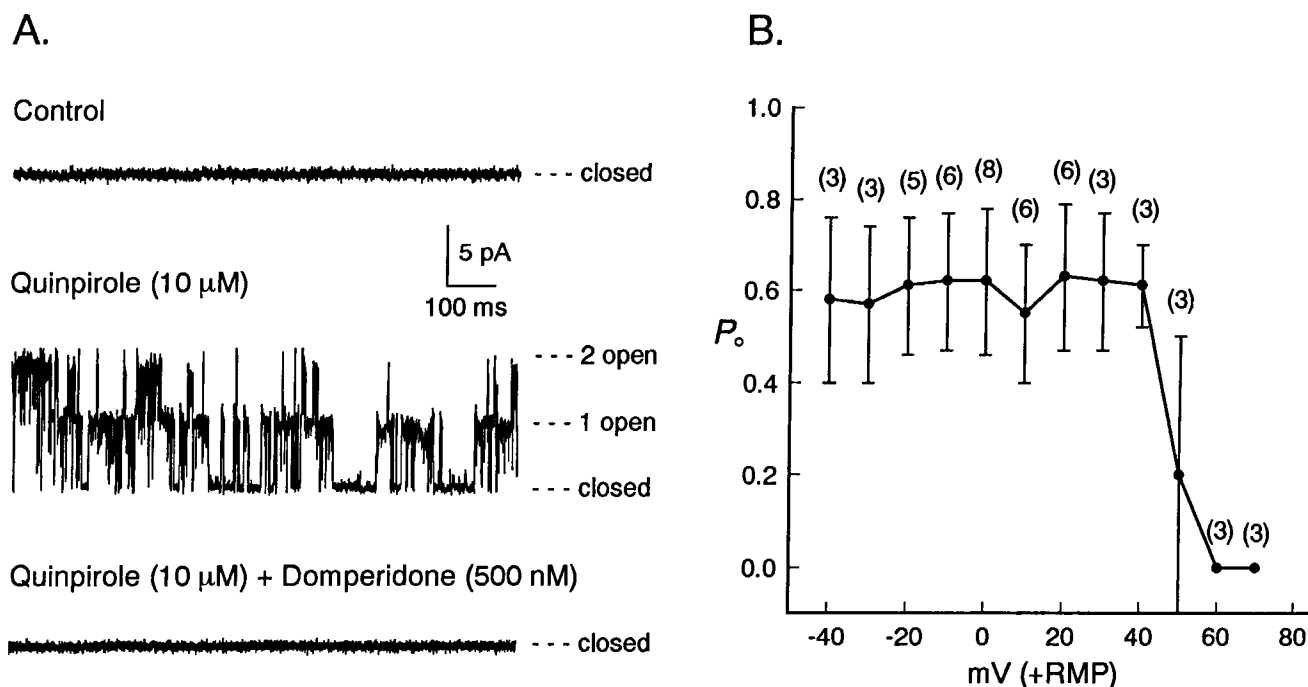 A.
Control
--- closed
5 pA
100 ms
Quinpirole (10 μM)
--- 2 open
--- 1 open
--- closed
Quinpirole (10 μM) + Domperidone (500 nM)
--- closed
B.
1.0
0.8
0.6
0.4
0.2
0.0
Po
(3) (3) (5) (6) (8) (6) (6) (3) (3) (3) (3) (3)
-40 -20 0 20 40 60 80
mV (+RMP)